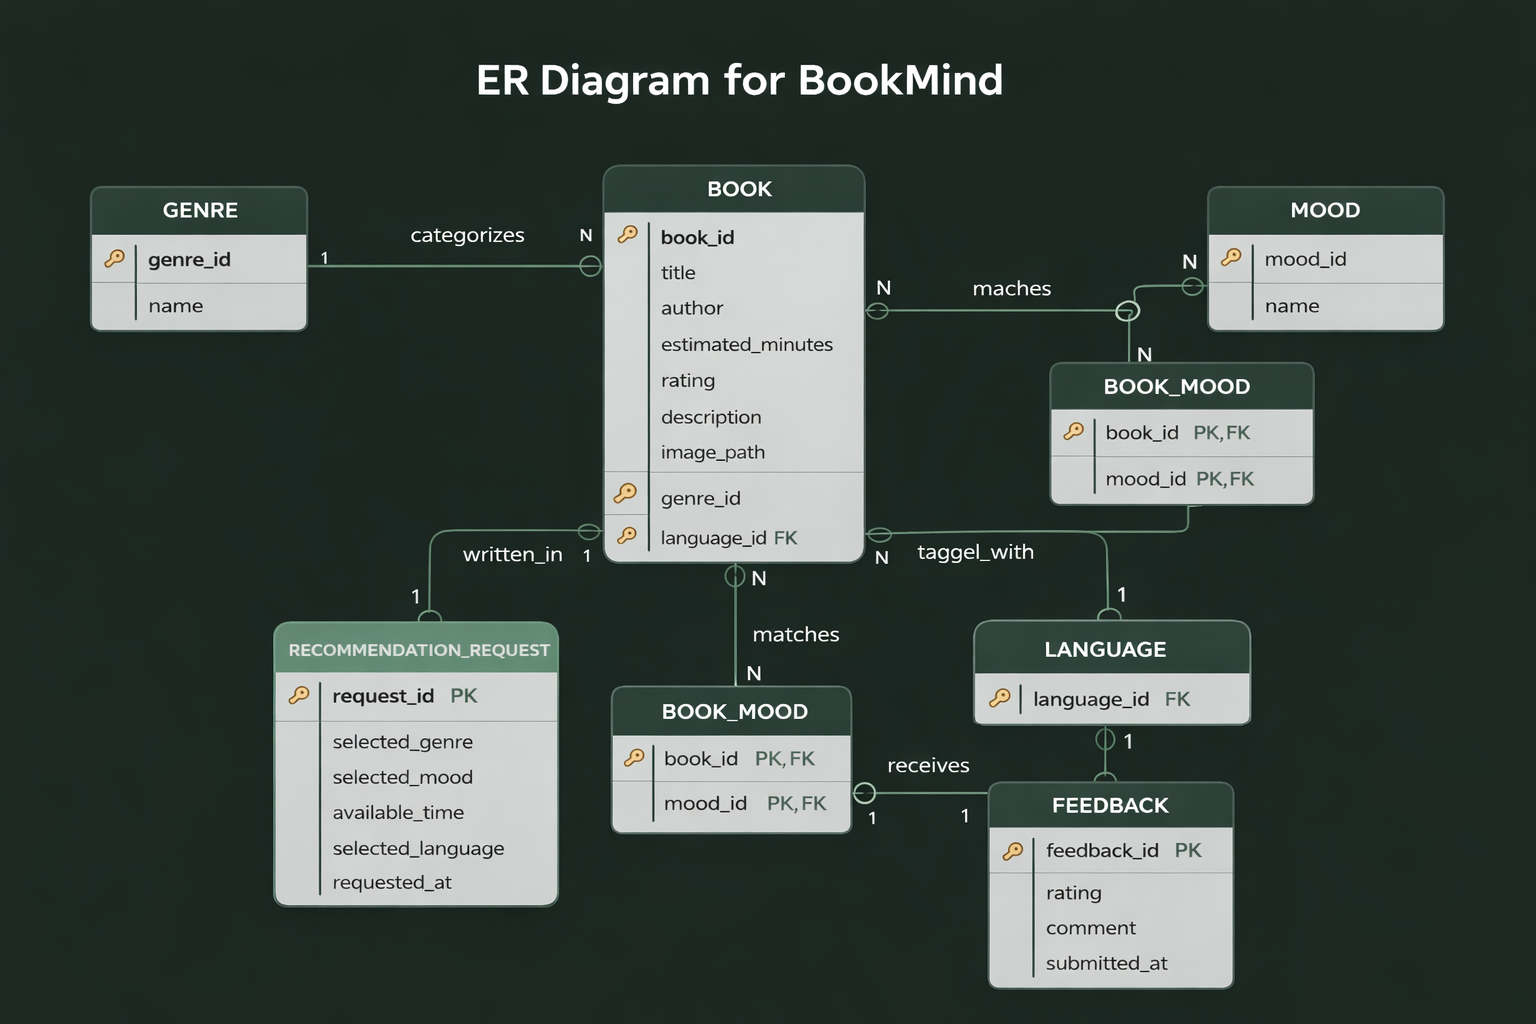 ER Diagram for BookMind
GENRE
genre_id
name
1
categorizes
N
BOOK
book_id
title
author
estimated_minutes
rating
description
image_path
genre_id
language_id FK
N
maches
N
MOOD
mood_id
name
N
BOOK_MOOD
book_id PK,FK
mood_id PK,FK
written_in
1
1
N
taggel_with
1
RECOMMENDATION_REQUEST
request_id PK
selected_genre
selected_mood
available_time
selected_language
requested_at
N
matches
N
BOOK_MOOD
book_id PK,FK
mood_id PK,FK
LANGUAGE
language_id FK
1
receives
1
1
FEEDBACK
feedback_id PK
rating
comment
submitted_at